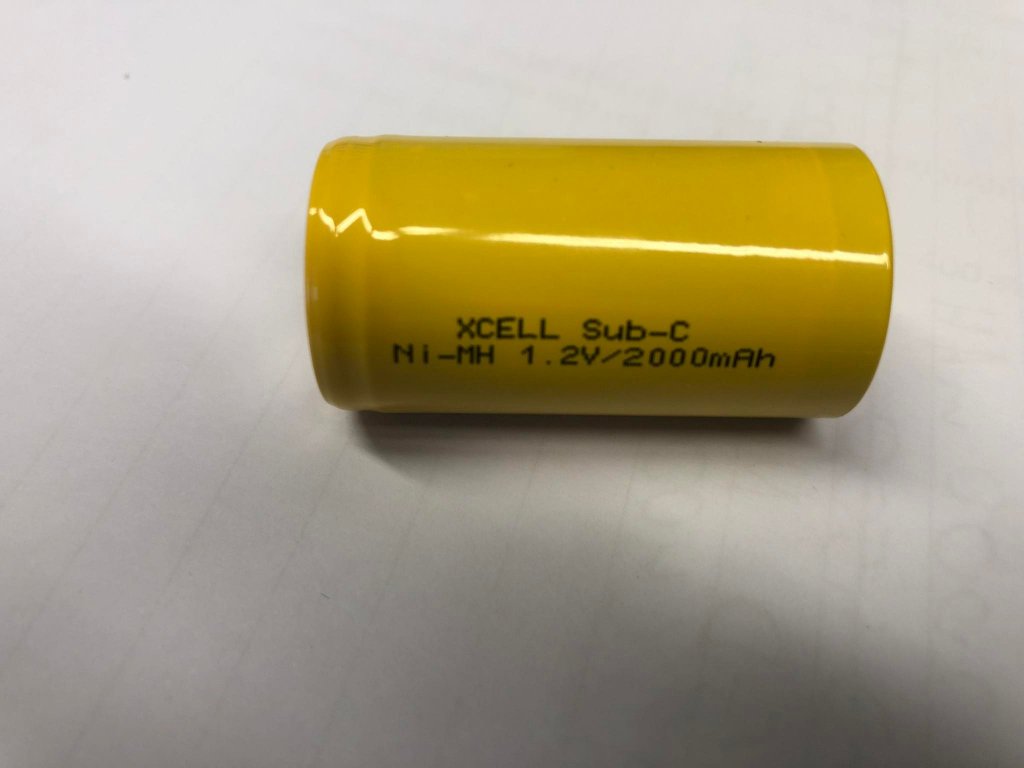 XCELL Sub-C
Ni-MH 1.2V/2000mAh